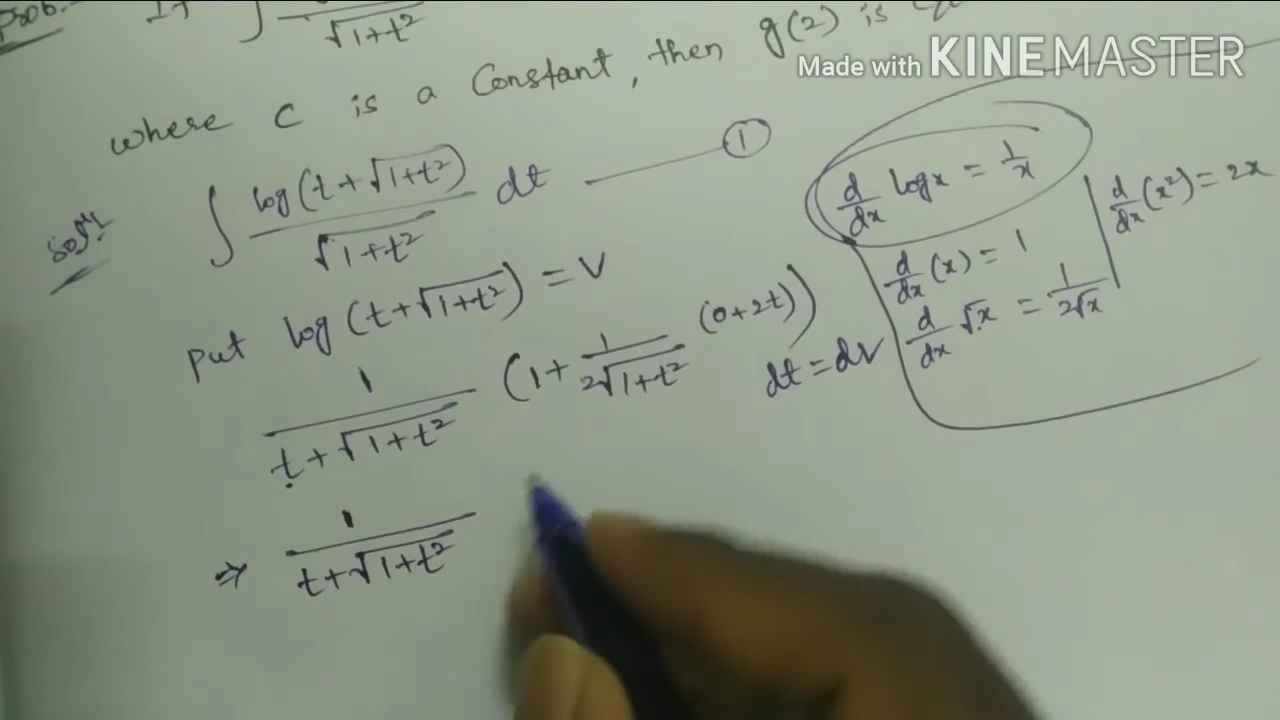 Prob. If ∫ √1+t²
where C is a Constant, then g(2) is
Made with KINEMASTER
Soln: ∫ log(t+√1+t²) / √1+t² dt — ①
put log(t+√1+t²) = V
1 / t+√1+t² (1 + 1 / 2√1+t² (0+2t)) dt = dV
⇒ 1 / t+√1+t²
d/dx logx = 1/x
d/dx (x) = 1
d/dx √x = 1/2√x
d/dx (x²) = 2x